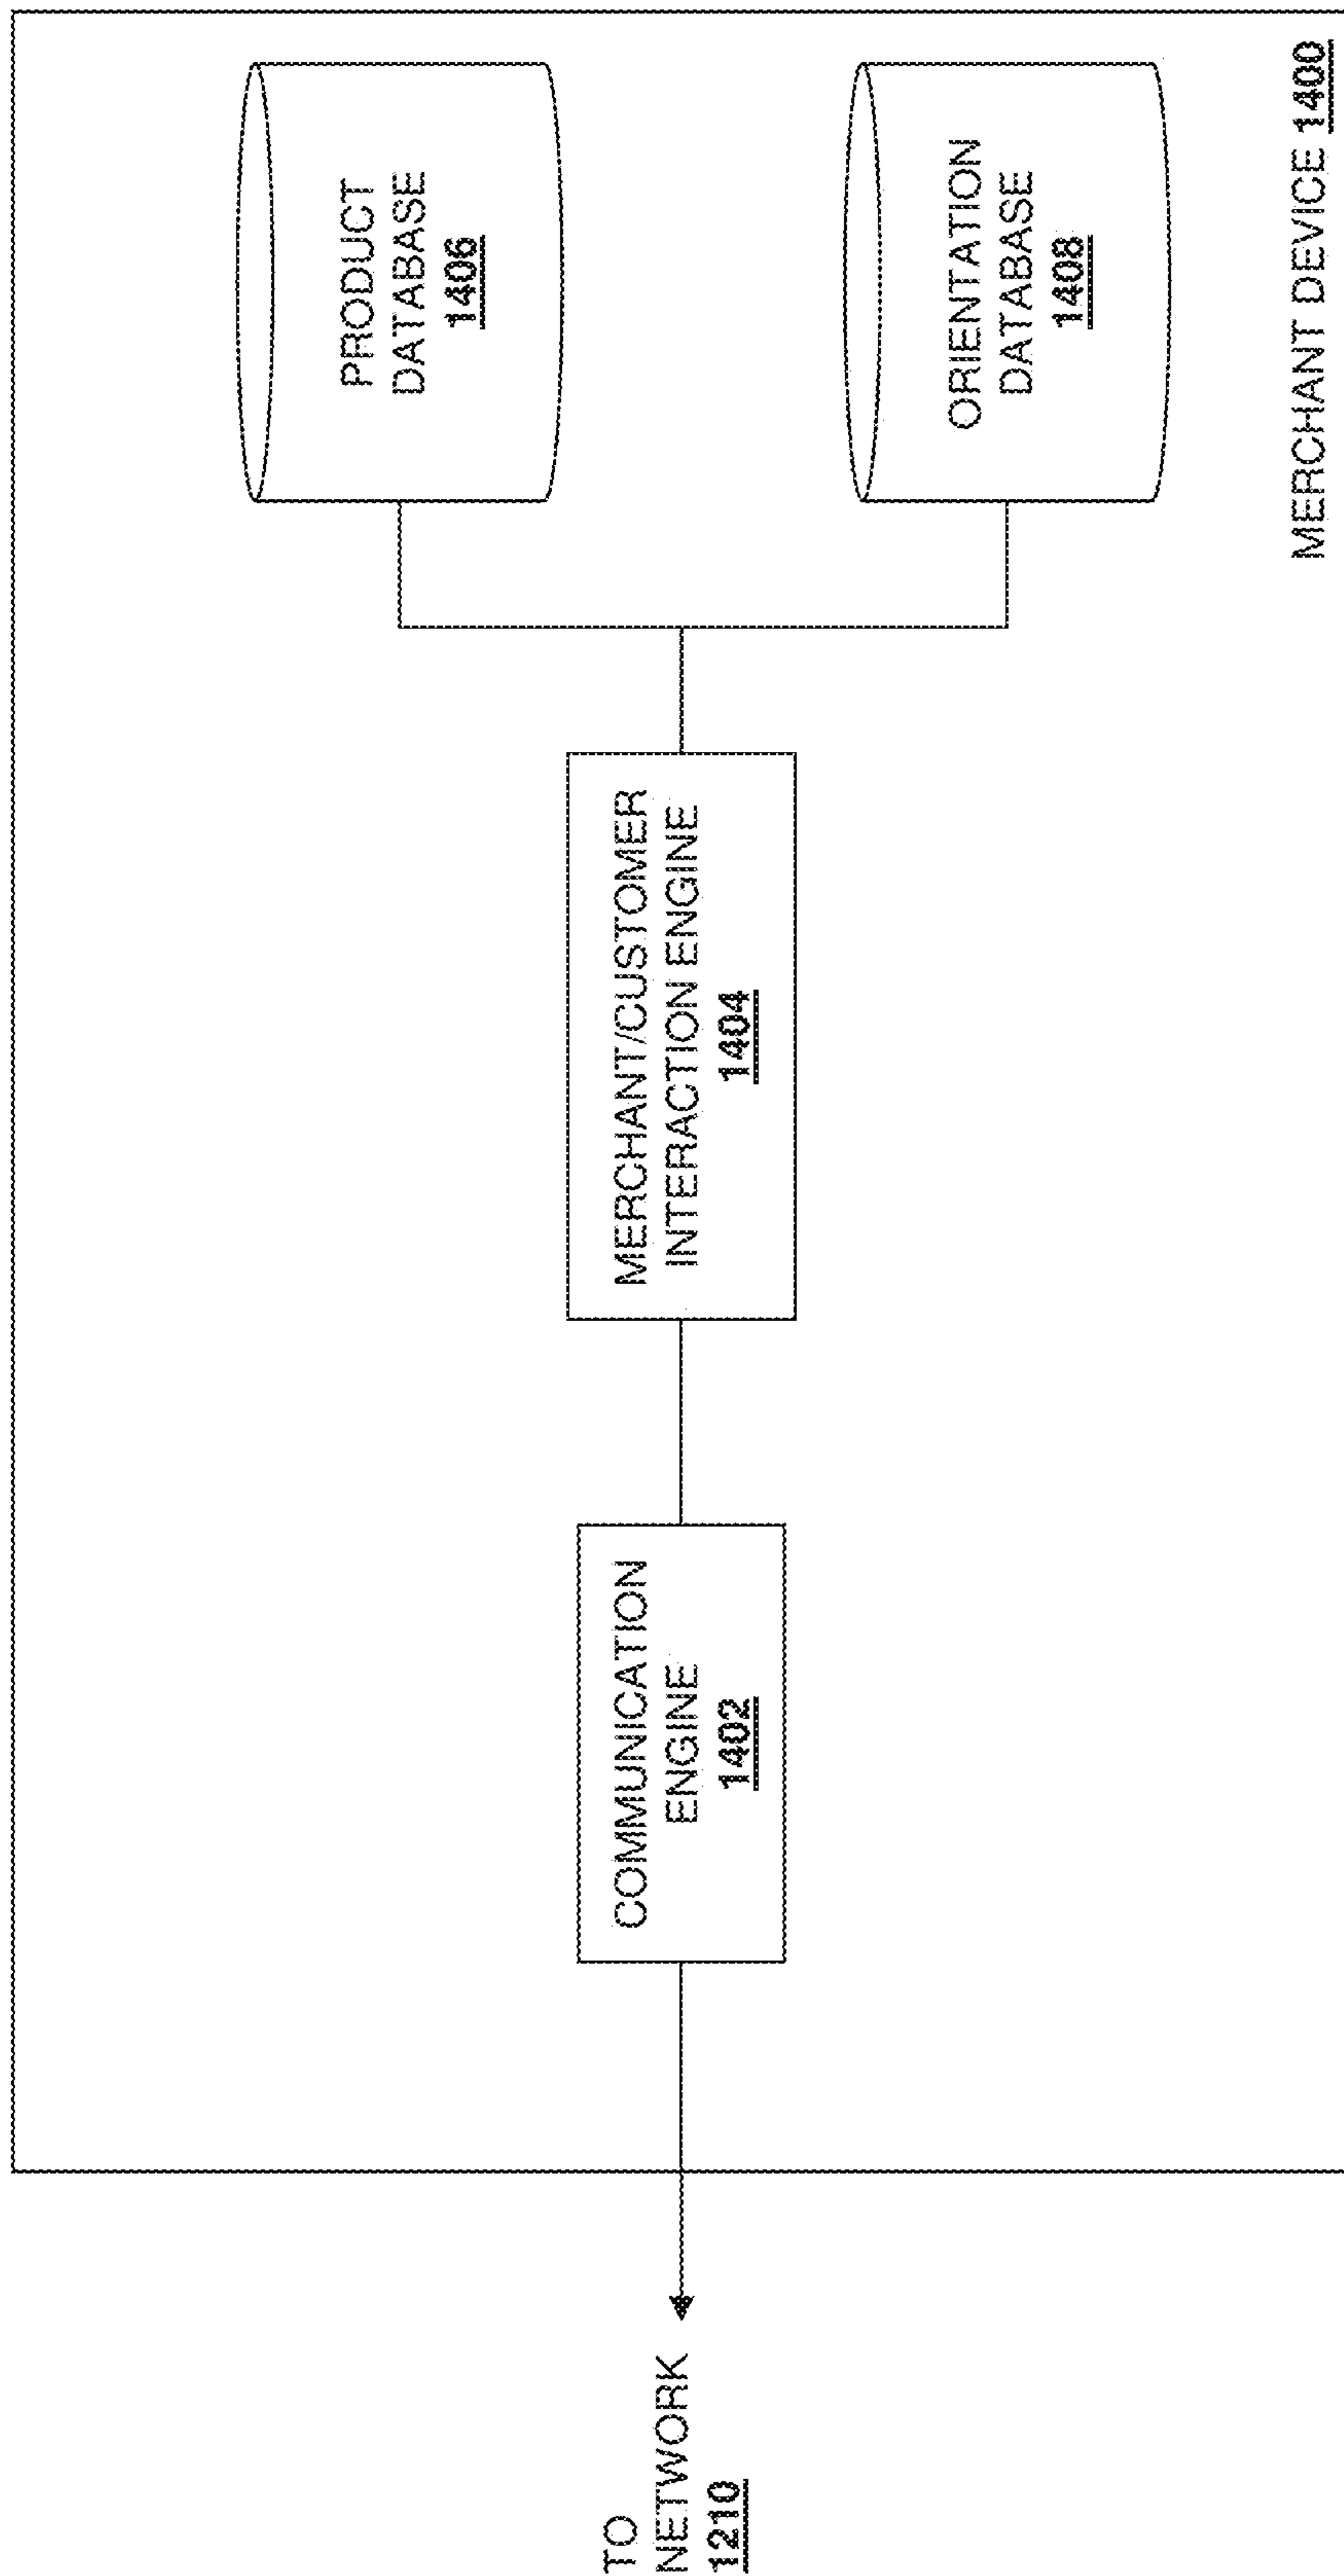 TO
NETWORK
1210
COMMUNICATION
ENGINE
1402
MERCHANT/CUSTOMER
INTERACTION ENGINE
1404
PRODUCT
DATABASE
1406
ORIENTATION
DATABASE
1408
MERCHANT DEVICE 1400